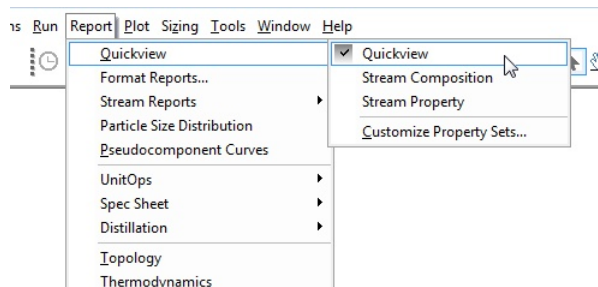 ns Run Report Plot Sizing Tools Window Help
Quickview
Format Reports...
Stream Reports
Particle Size Distribution
Pseudocomponent Curves
UnitOps
Spec Sheet
Distillation
Topology
Thermodynamics
Quickview
Stream Composition
Stream Property
Customize Property Sets...